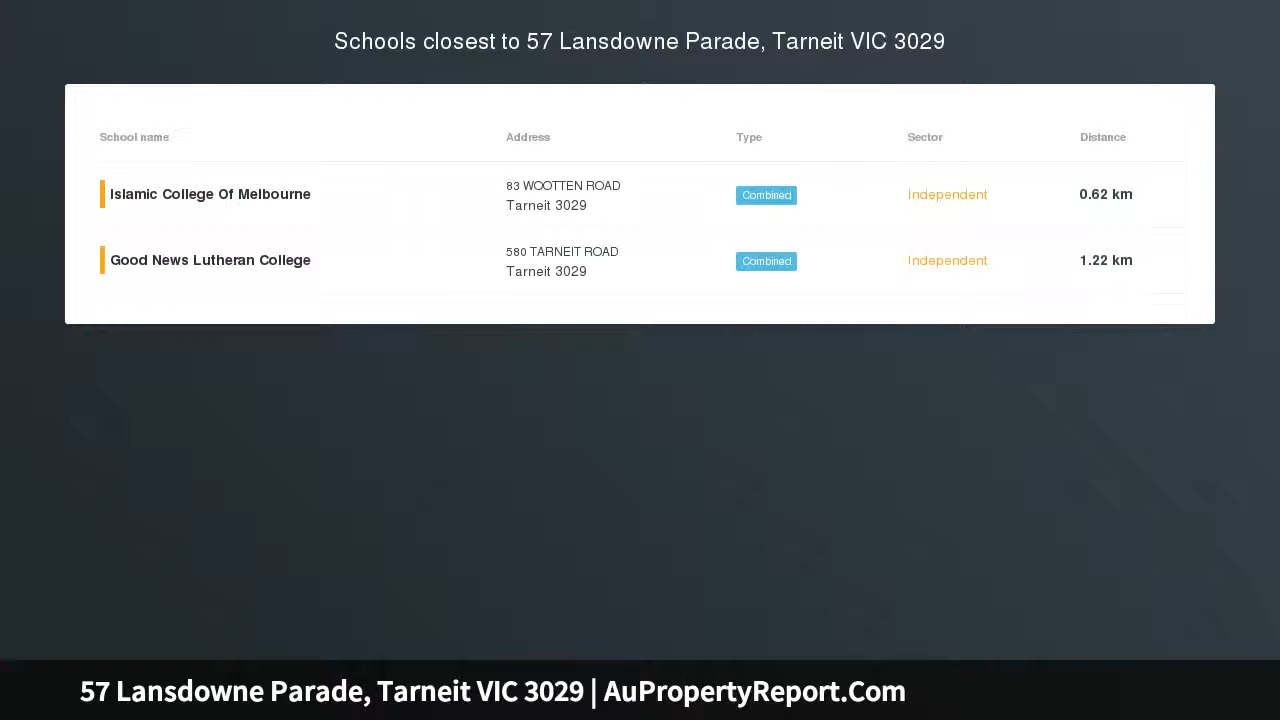 Schools closest to 57 Lansdowne Parade, Tarneit VIC 3029
School name Address Type Sector Distance
Islamic College Of Melbourne 83 WOOTTEN ROAD Combined Independent 0.62 km
Tarneit 3029
Good News Lutheran College 580 TARNEIT ROAD Combined Independent 1.22 km
Tarneit 3029
57 Lansdowne Parade, Tarneit VIC 3029 | AuPropertyReport.Com